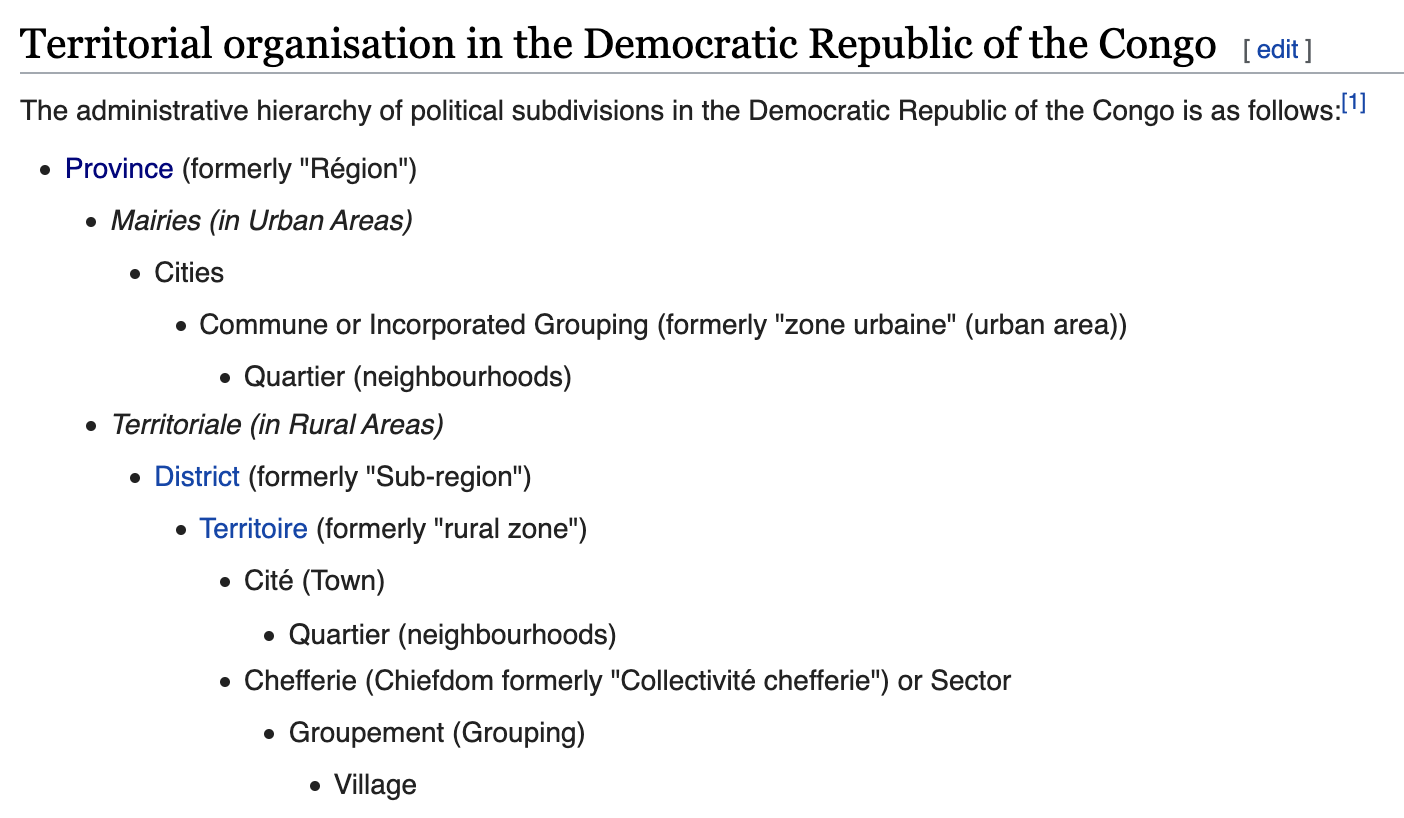 Territorial organisation in the Democratic Republic of the Congo [ edit ]
The administrative hierarchy of political subdivisions in the Democratic Republic of the Congo is as follows:[1]
• Province (formerly "Région")
• Mairies (in Urban Areas)
• Cities
• Commune or Incorporated Grouping (formerly "zone urbaine" (urban area))
• Quartier (neighbourhoods)
• Territoriale (in Rural Areas)
• District (formerly "Sub-region")
• Territoire (formerly "rural zone")
• Cité (Town)
• Quartier (neighbourhoods)
• Chefferie (Chiefdom formerly "Collectivité chefferie") or Sector
• Groupement (Grouping)
• Village